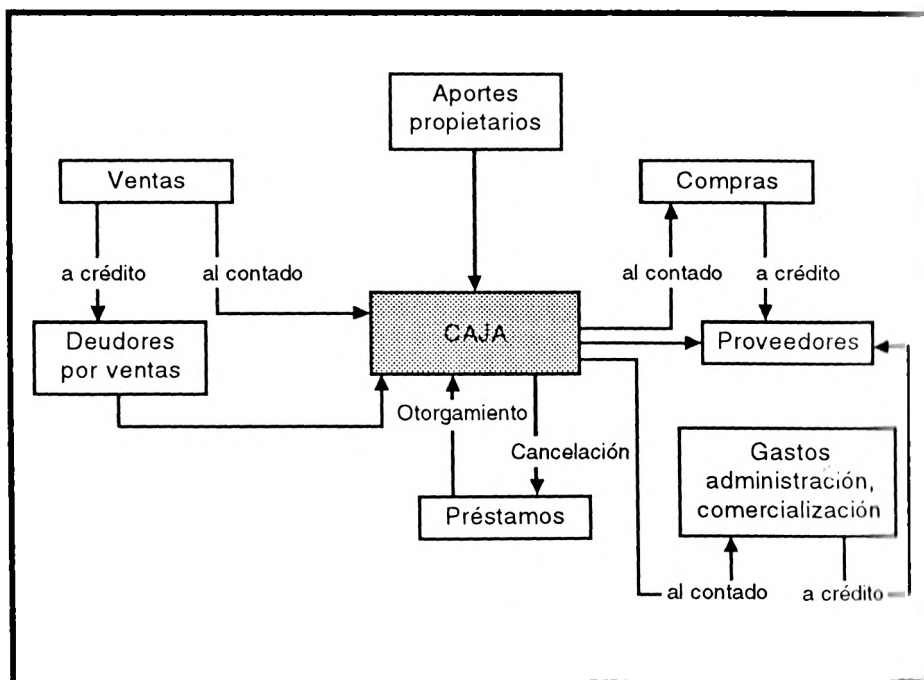 Aportes
propietarios
Ventas
Compras
a crédito
al contado
al contado
a crédito
Deudores
por ventas
CAJA
Proveedores
Otorgamiento
Cancelación
Gastos
administración,
comercialización
Préstamos
al contado
a crédito